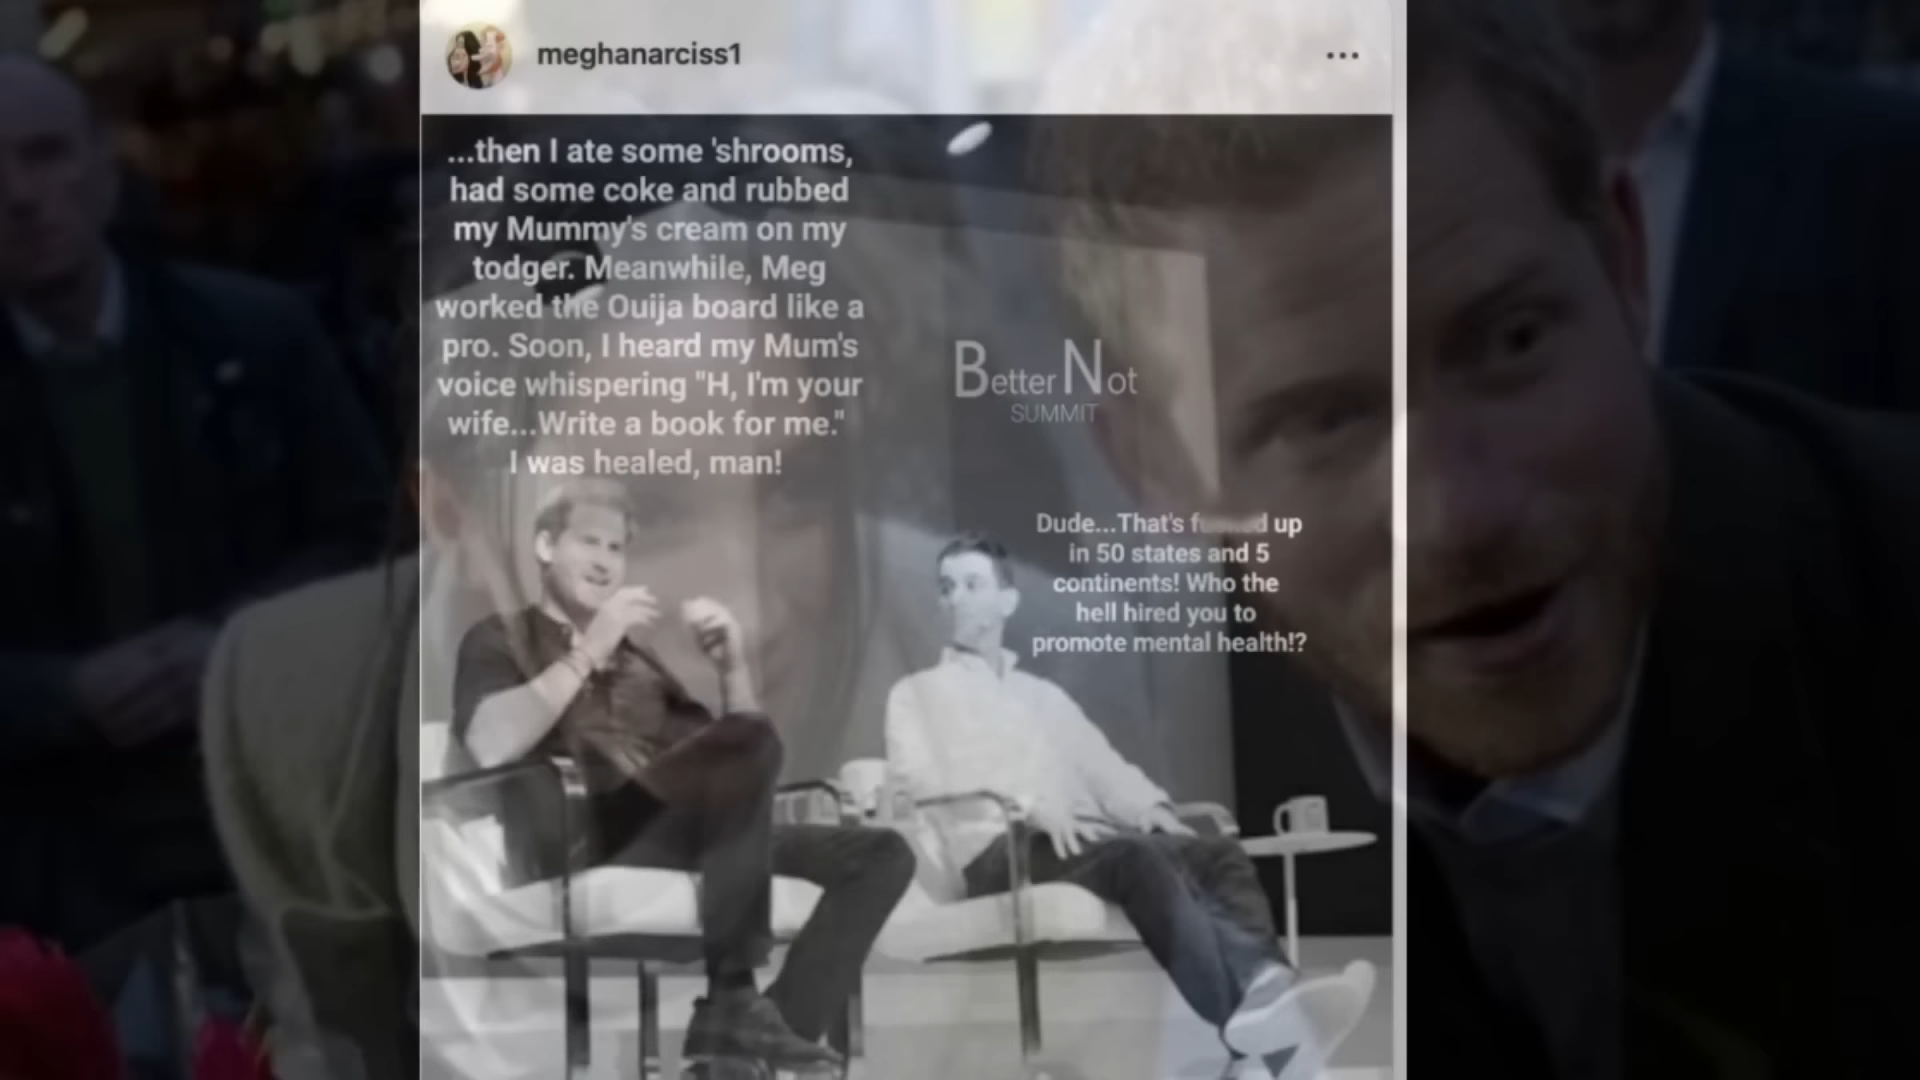 meghanarciss1
...then I ate some 'shrooms,
had some coke and rubbed
my Mummy's cream on my
todger. Meanwhile, Meg
worked the Ouija board like a
pro. Soon, I heard my Mum's
voice whispering "H, I'm your
wife...Write a book for me."
I was healed, man!
Better Not
SUMMIT
Dude...That's up
in 50 states and 5
continents! Who the
hell hired you to
promote mental health!?